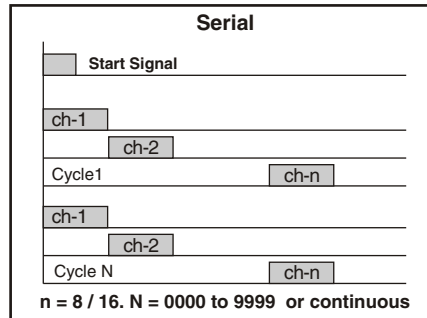 Serial
Start Signal
ch-1
ch-2
Cycle1 ch-n
ch-1
ch-2
Cycle N ch-n
n = 8 / 16. N = 0000 to 9999 or continuous